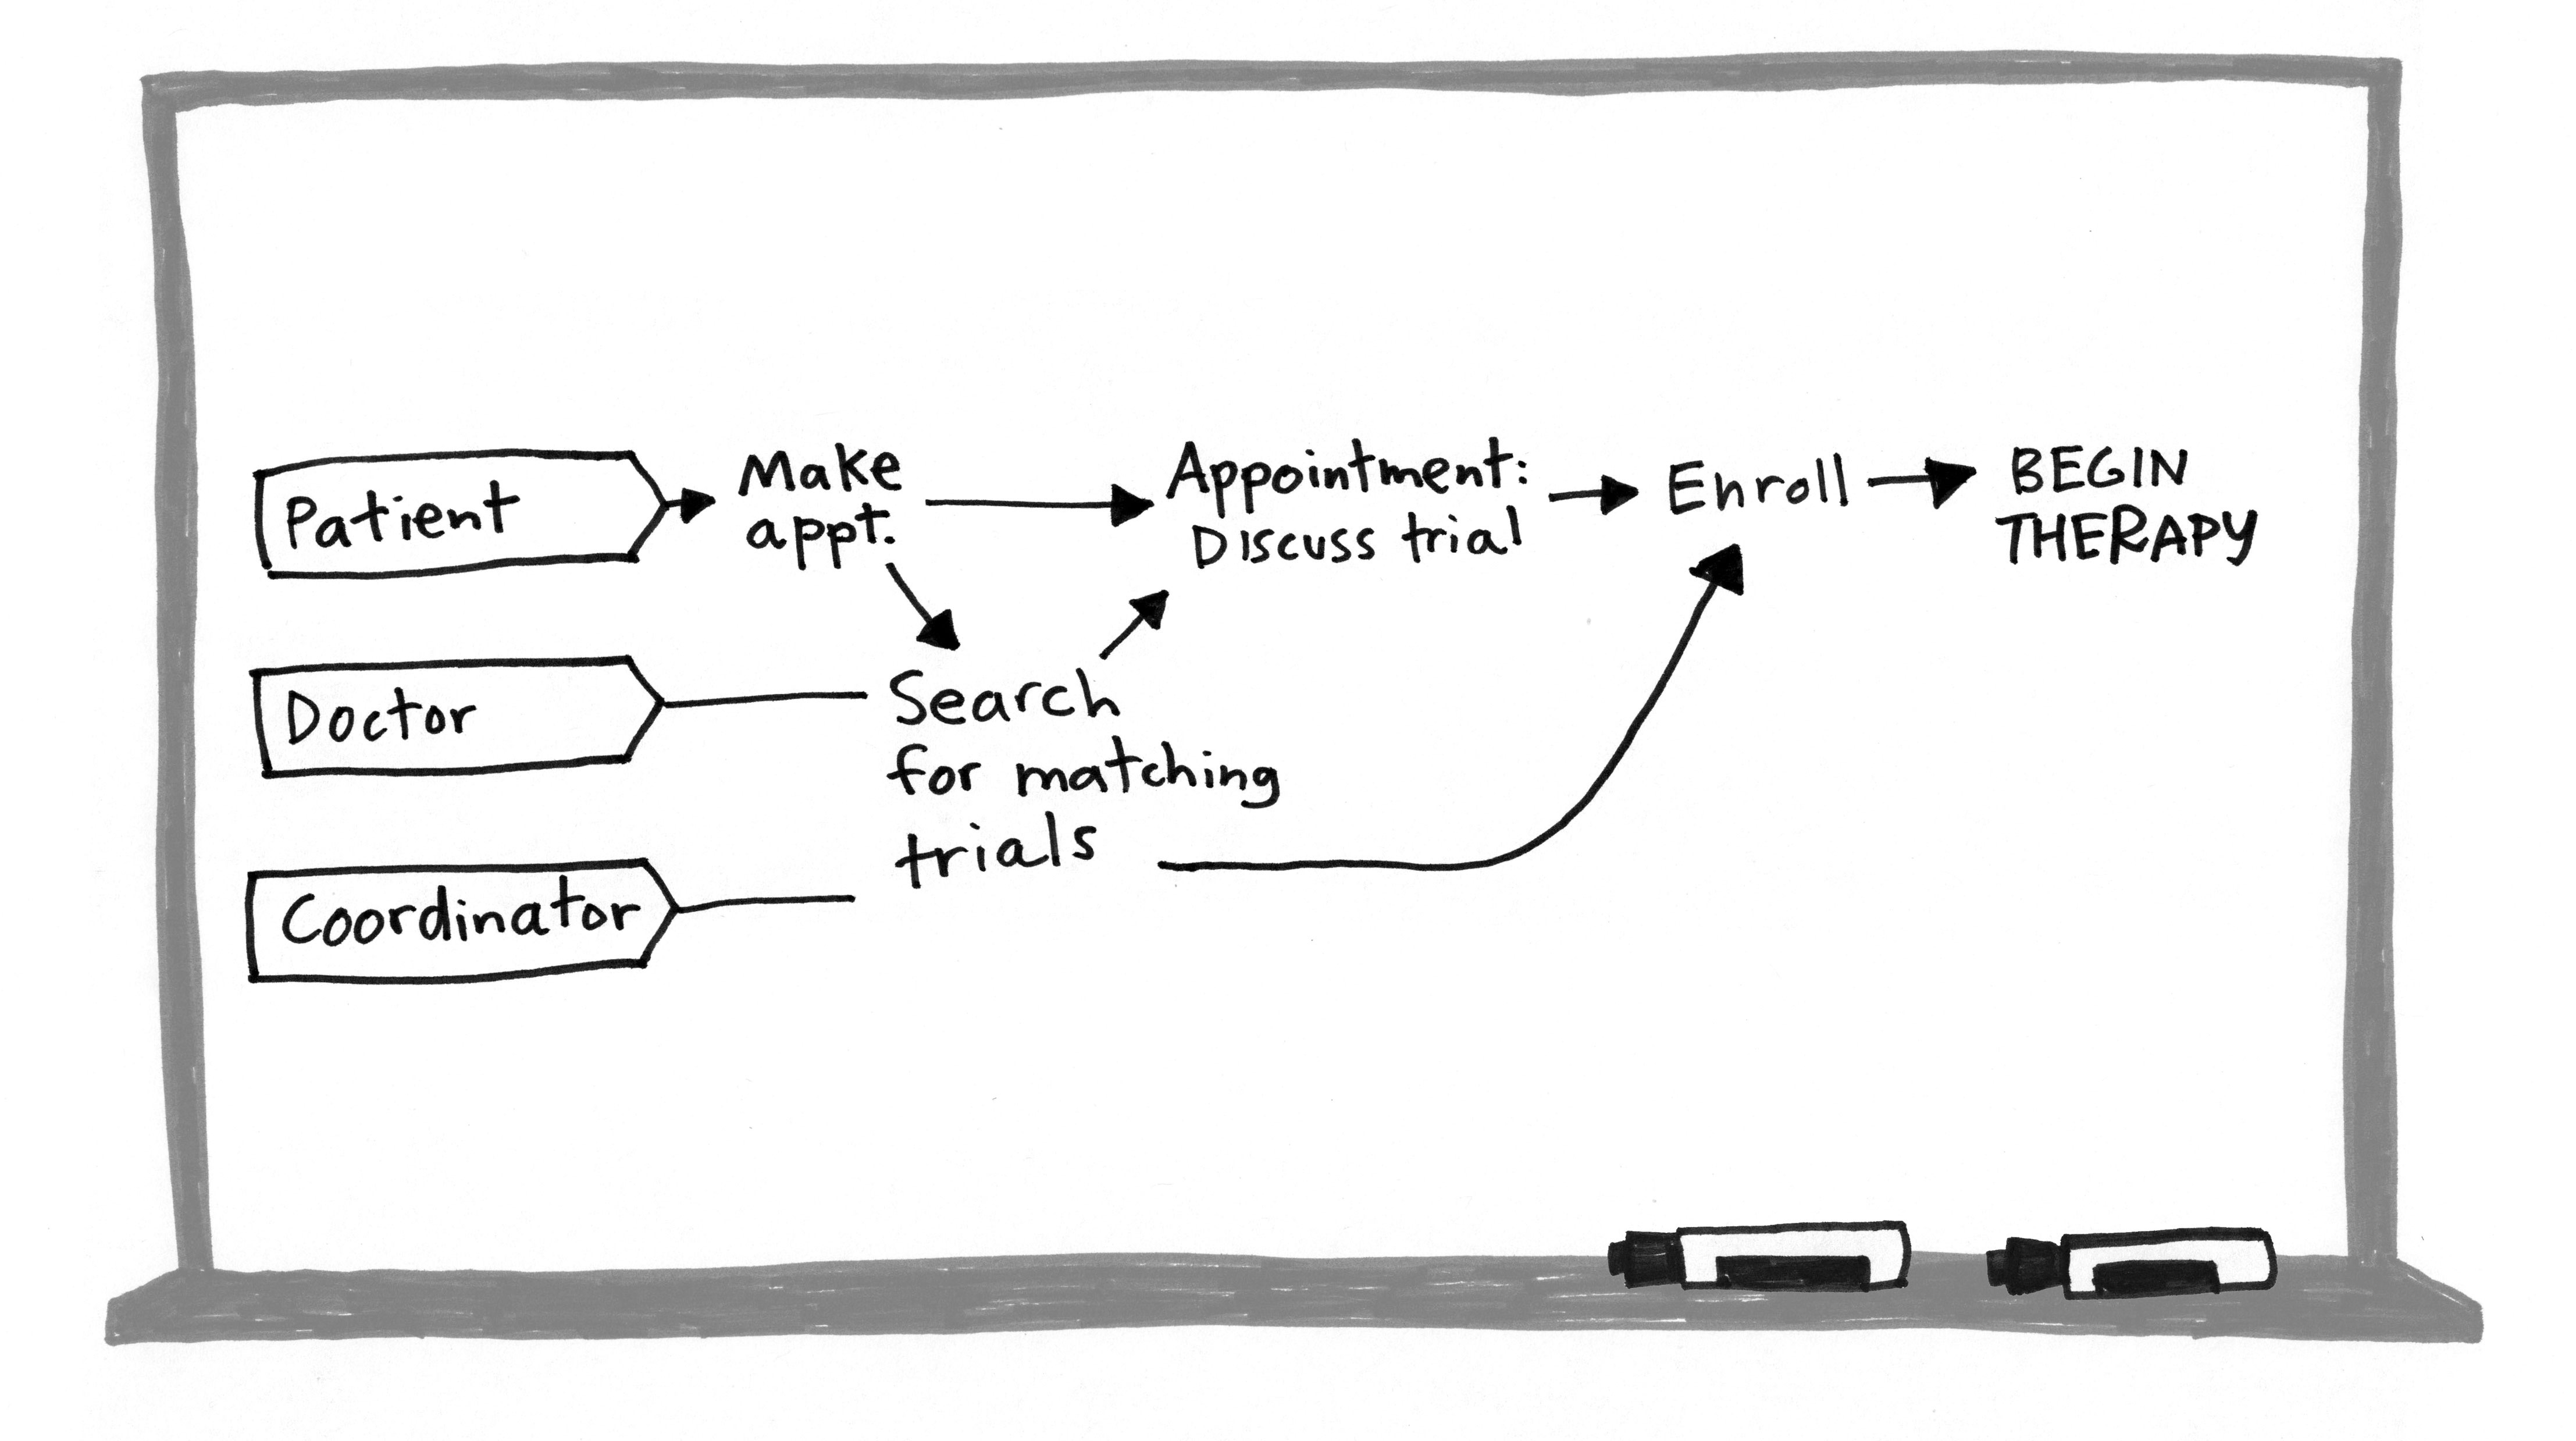 Patient
Make
appt.
Appointment:
Discuss trial
Enroll
BEGIN
THERAPY
Doctor
Search
for matching
trials
Coordinator